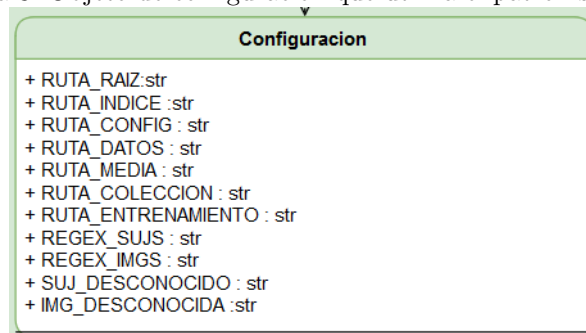 Configuracion
+ RUTA_RAIZ:str
+ RUTA_INDICE :str
+ RUTA_CONFIG : str
+ RUTA_DATOS : str
+ RUTA_MEDIA : str
+ RUTA_COLECCION : str
+ RUTA_ENTRENAMIENTO : str
+ REGEX_SUJS : str
+ REGEX_IMGS : str
+ SUJ_DESCONOCIDO : str
+ IMG_DESCONOCIDA :str